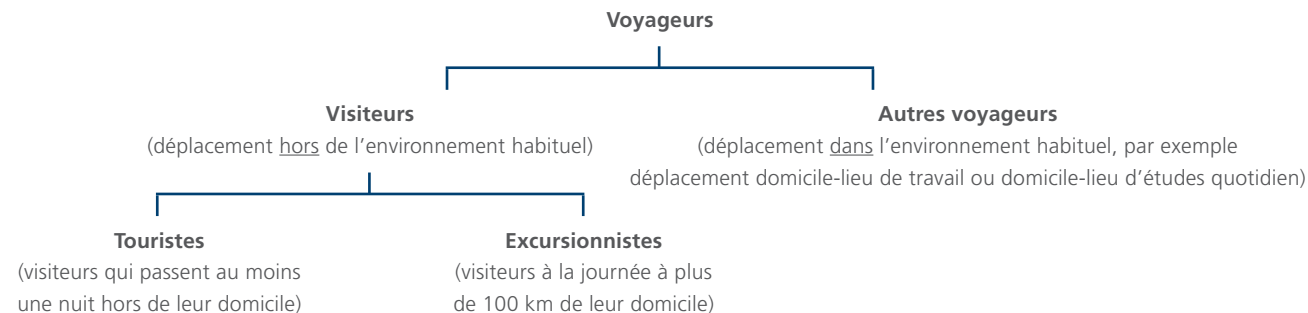 Voyageurs
Visiteurs
(déplacement hors de l'environnement habituel)
Autres voyageurs
(déplacement dans l'environnement habituel, par exemple
déplacement domicile-lieu de travail ou domicile-lieu d'études quotidien)
Touristes
(visiteurs qui passent au moins
une nuit hors de leur domicile)
Excursionnistes
(visiteurs à la journée à plus
de 100 km de leur domicile)